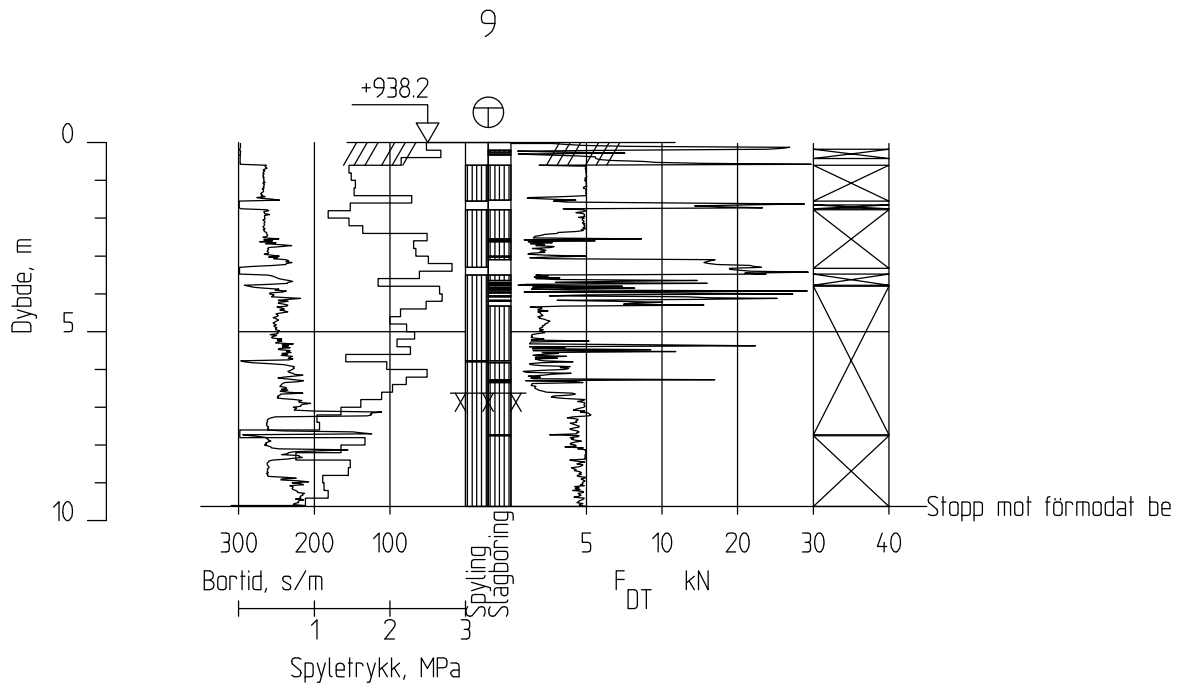 9
+938.2
0
Dybde, m
5
10
Stopp mot förmodat be
300 200 100 5 10 20 30 40
Bortid, s/m
Spyling
Slagboring
F DT kN
1 2 3
Spyletrykk, MPa